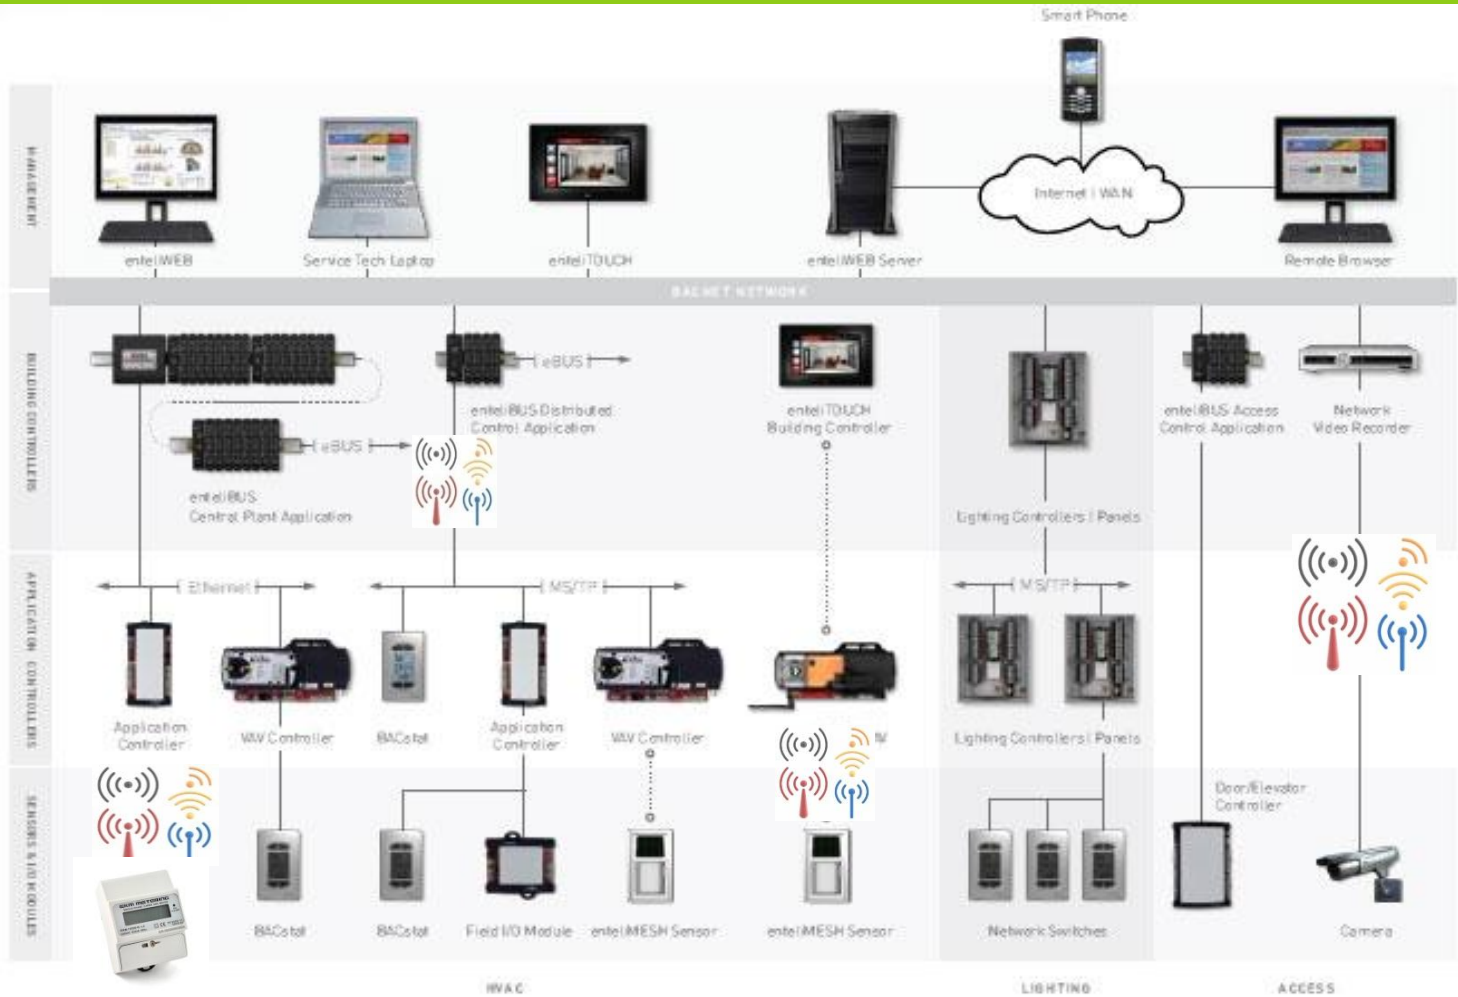 Smart Phone
MANAGEMENT
Internet | WAN
enteliWEB
Service Tech Laptop
enteliTOUCH
enteliWEB Server
Remote Browser
BACNET NETWORK
BUILDING CONTROLLERS
eBUS
enteliBUS Distributed
Control Application
enteliTOUCH
Building Controller
enteliBUS Access
Control Application
Network
Video Recorder
eBUS
enteliBUS
Central Plant Application
Lighting Controllers | Panels
APPLICATION CONTROLLERS
Ethernet
MS/TP
MS/TP
Application
Controller
VAV Controller
BACstat
Application
Controller
VAV Controller
Lighting Controllers | Panels
SENSORS & I/O MODULES
Door/Elevator
Controller
EKM METERING
BACstat
BACstat
Field I/O Module
enteliMESH Sensor
enteliMESH Sensor
Network Switches
Camera
HVAC
LIGHTING
ACCESS